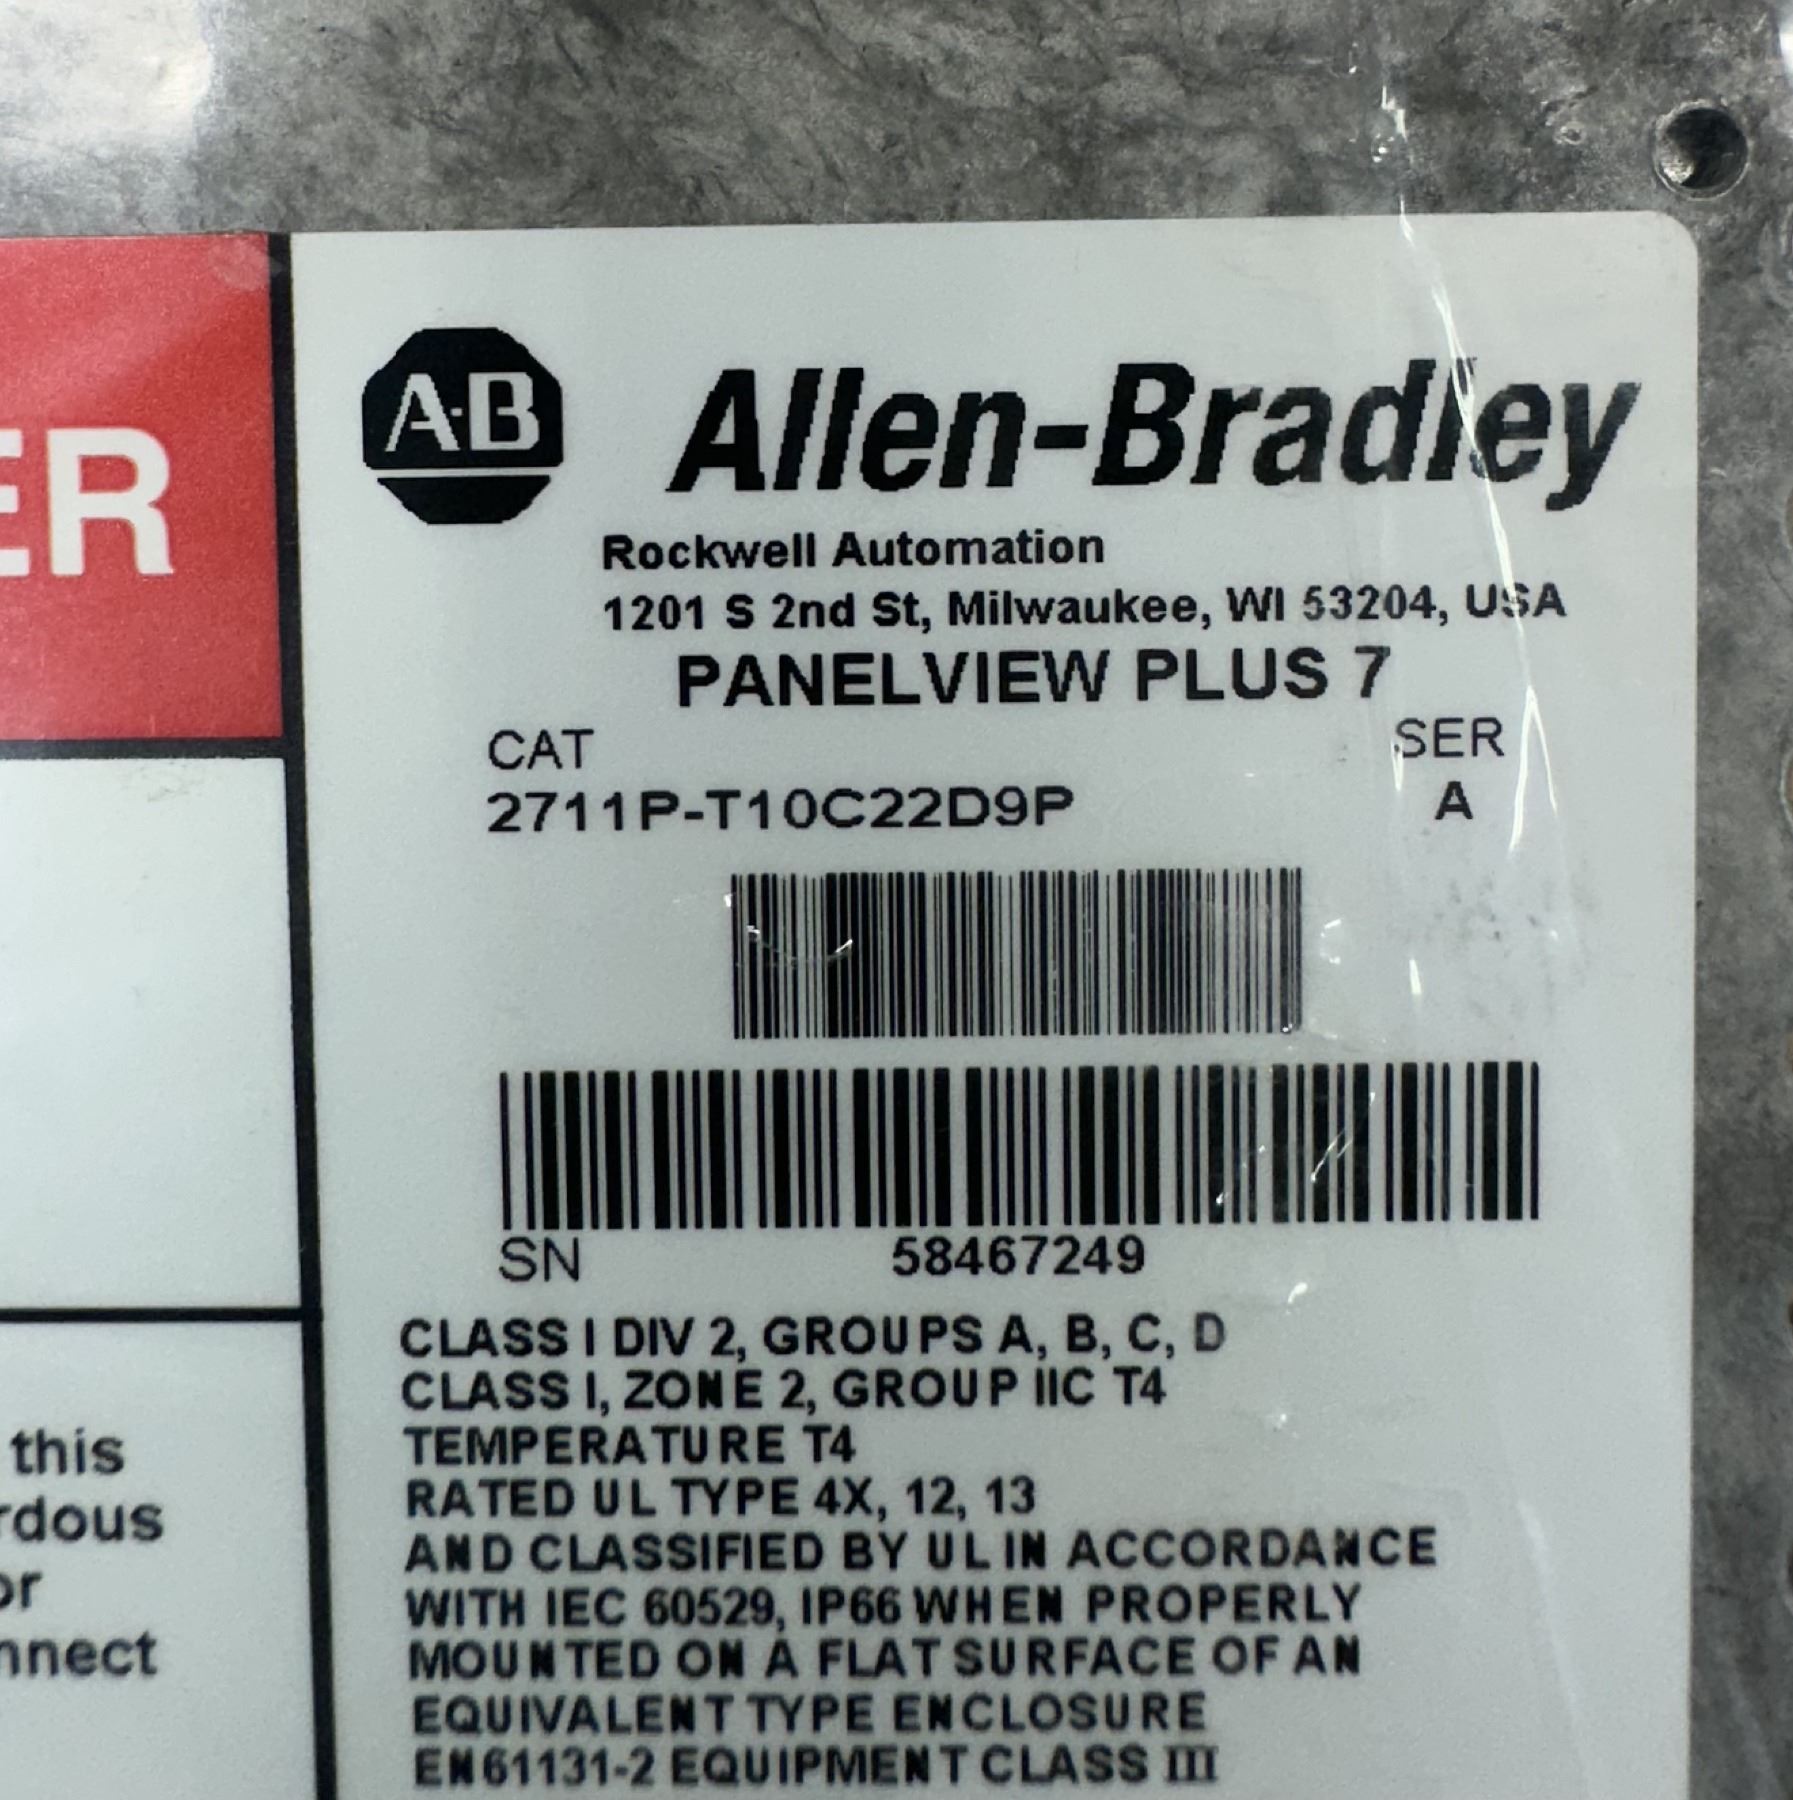 ER
A-B Allen-Bradley
Rockwell Automation
1201 S 2nd St, Milwaukee, WI 53204, USA
PANELVIEW PLUS 7
CAT SER
2711P-T10C22D9P A
SN 58467249
CLASS I DIV 2, GROUPS A, B, C, D
CLASS I, ZONE 2, GROUP IIC T4
TEMPERATURE T4
RATED UL TYPE 4X, 12, 13
AND CLASSIFIED BY UL IN ACCORDANCE
WITH IEC 60529, IP66 WHEN PROPERLY
MOUNTED ON A FLAT SURFACE OF AN
EQUIVALENT TYPE ENCLOSURE
EN61131-2 EQUIPMENT CLASS III
this
rdous
or
nnect